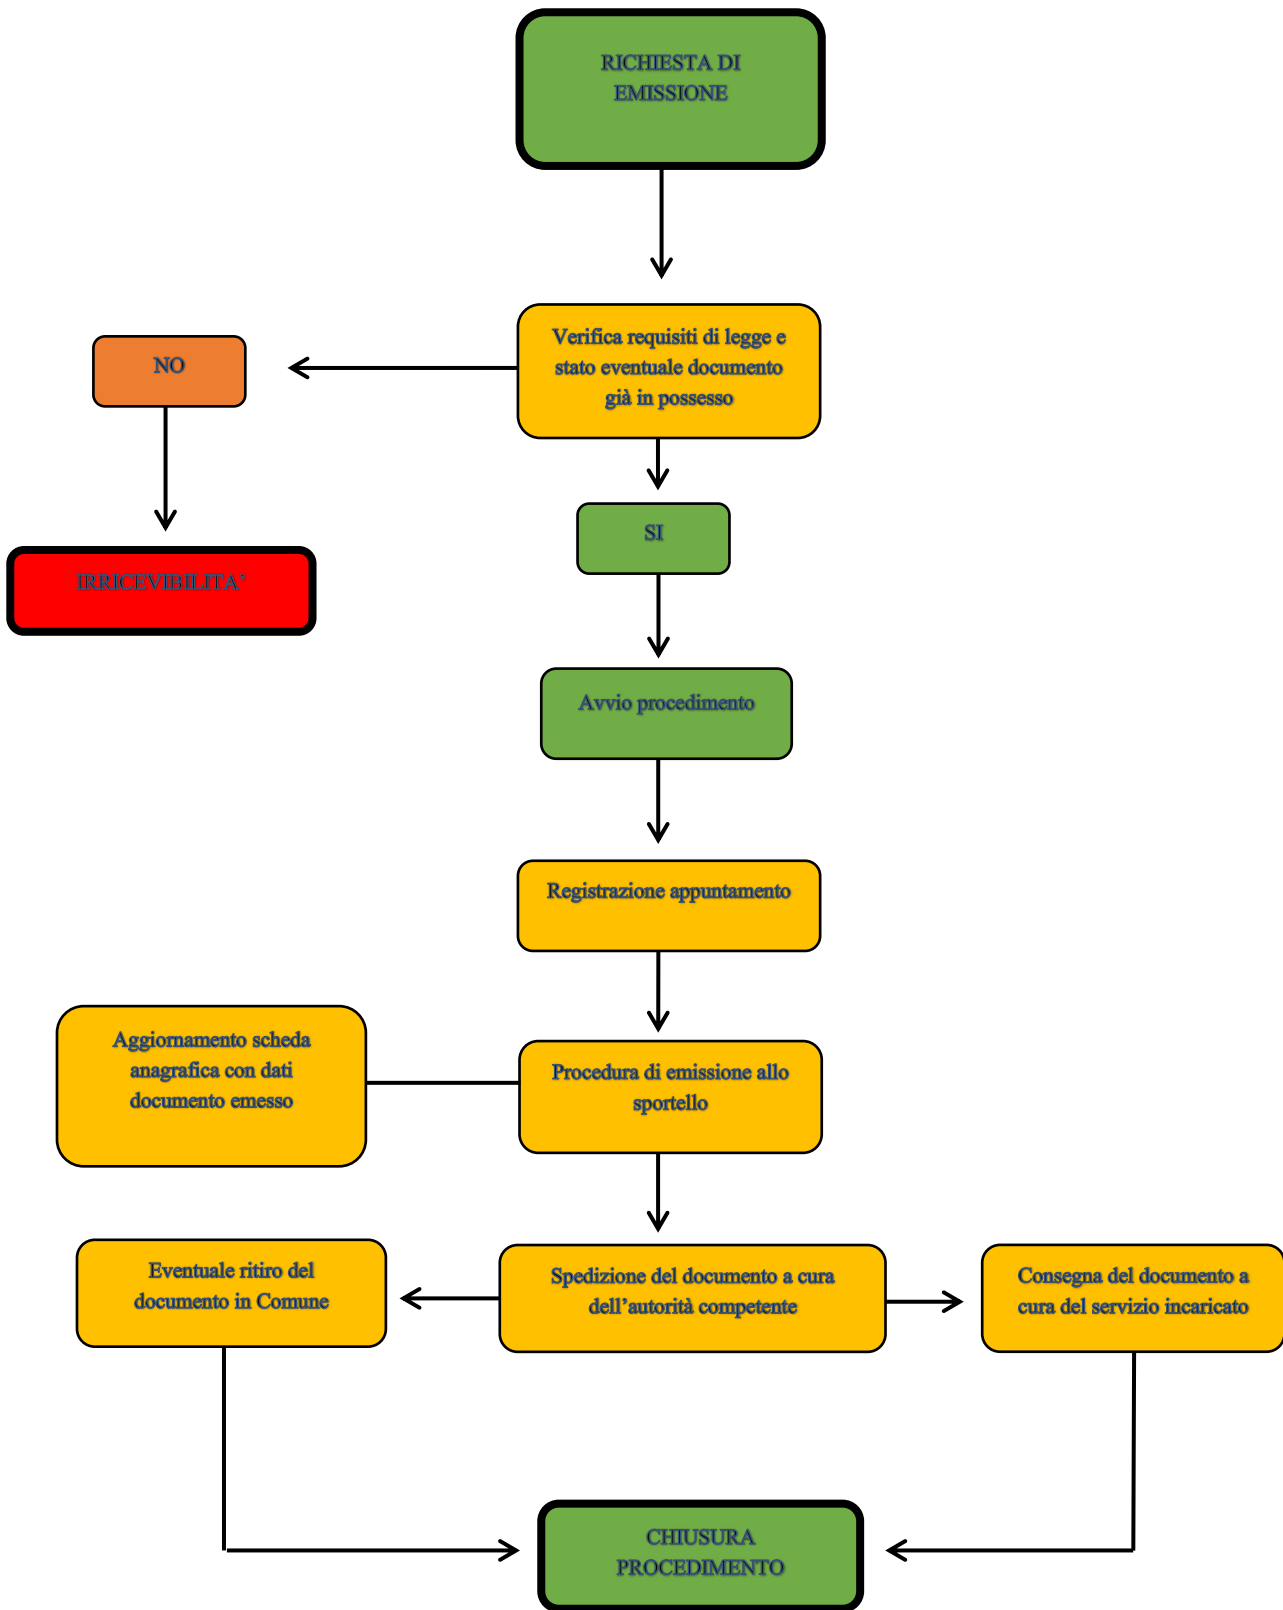 RICHIESTA DI
EMISSIONE
Verifica requisiti di legge e
stato eventuale documento
già in possesso
NO
SI
IRRICEVIBILITA’
Avvio procedimento
Registrazione appuntamento
Aggiornamento scheda
anagrafica con dati
documento emesso
Procedura di emissione allo
sportello
Eventuale ritiro del
documento in Comune
Spedizione del documento a cura
dell’autorità competente
Consegna del documento a
cura del servizio incaricato
CHIUSURA
PROCEDIMENTO